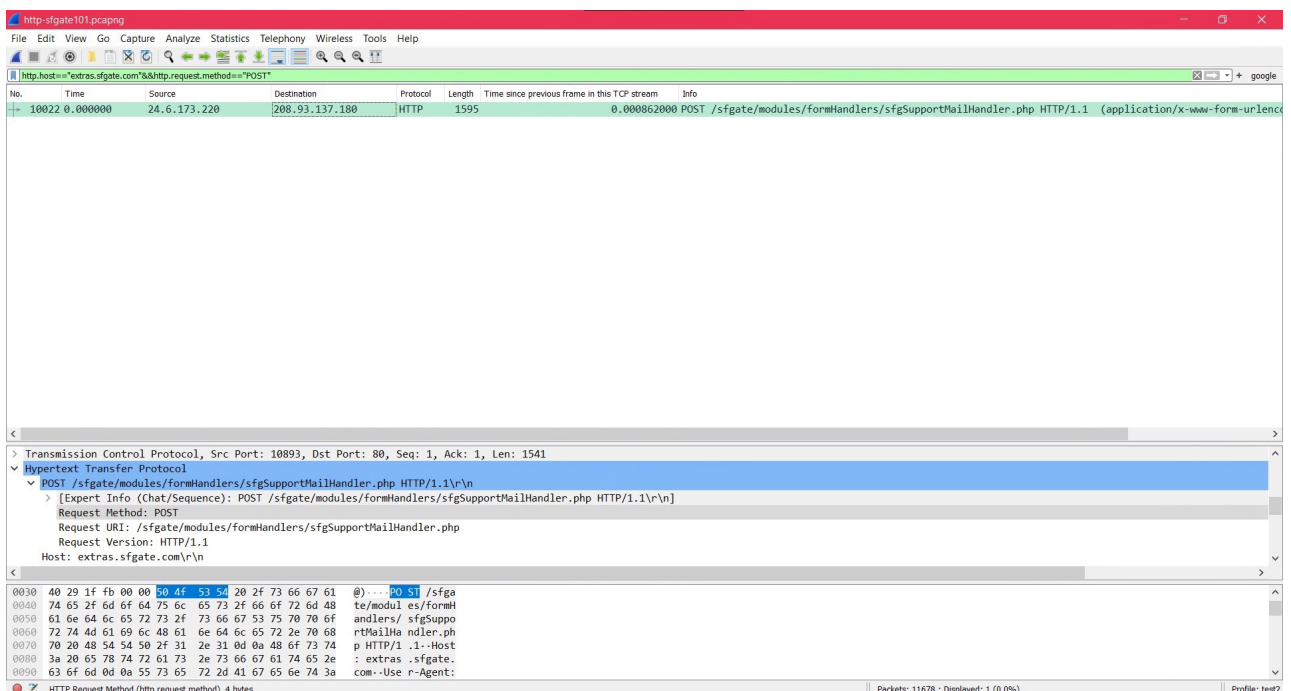 http-sfgate101.pcapng
File Edit View Go Capture Analyze Statistics Telephony Wireless Tools Help
http.host=="extras.sfgate.com"&&http.request.method=="POST" + google
No. Time Source Destination Protocol Length Time since previous frame in this TCP stream Info
10022 0.000000 24.6.173.220 208.93.137.180 HTTP 1595 0.000862000 POST /sfgate/modules/formHandlers/sfgSupportMailHandler.php HTTP/1.1 (application/x-www-form-urlenco
> Transmission Control Protocol, Src Port: 10893, Dst Port: 80, Seq: 1, Ack: 1, Len: 1541
Hypertext Transfer Protocol
POST /sfgate/modules/formHandlers/sfgSupportMailHandler.php HTTP/1.1\r\n
> [Expert Info (Chat/Sequence): POST /sfgate/modules/formHandlers/sfgSupportMailHandler.php HTTP/1.1\r\n]
Request Method: POST
Request URI: /sfgate/modules/formHandlers/sfgSupportMailHandler.php
Request Version: HTTP/1.1
Host: extras.sfgate.com\r\n
0030 40 29 1f fb 00 00 50 4f 53 54 20 2f 73 66 67 61 @)····PO ST /sfga
0040 74 65 2f 6d 6f 64 75 6c 65 73 2f 66 6f 72 6d 48 te/modul es/formH
0050 61 6e 64 6c 65 72 73 2f 73 66 67 53 75 70 70 6f andlers/ sfgSuppo
0060 72 74 4d 61 69 6c 48 61 6e 64 6c 65 72 2e 70 68 rtMailHa ndler.ph
0070 70 20 48 54 54 50 2f 31 2e 31 0d 0a 48 6f 73 74 p HTTP/1 .1··Host
0080 3a 20 65 78 74 72 61 73 2e 73 66 67 61 74 65 2e : extras .sfgate.
0090 63 6f 6d 0d 0a 55 73 65 72 2d 41 67 65 6e 74 3a com··Use r-Agent:
HTTP Request Method (http.request.method), 4 bytes Packets: 11678 · Displayed: 1 (0.0%) Profile: test2